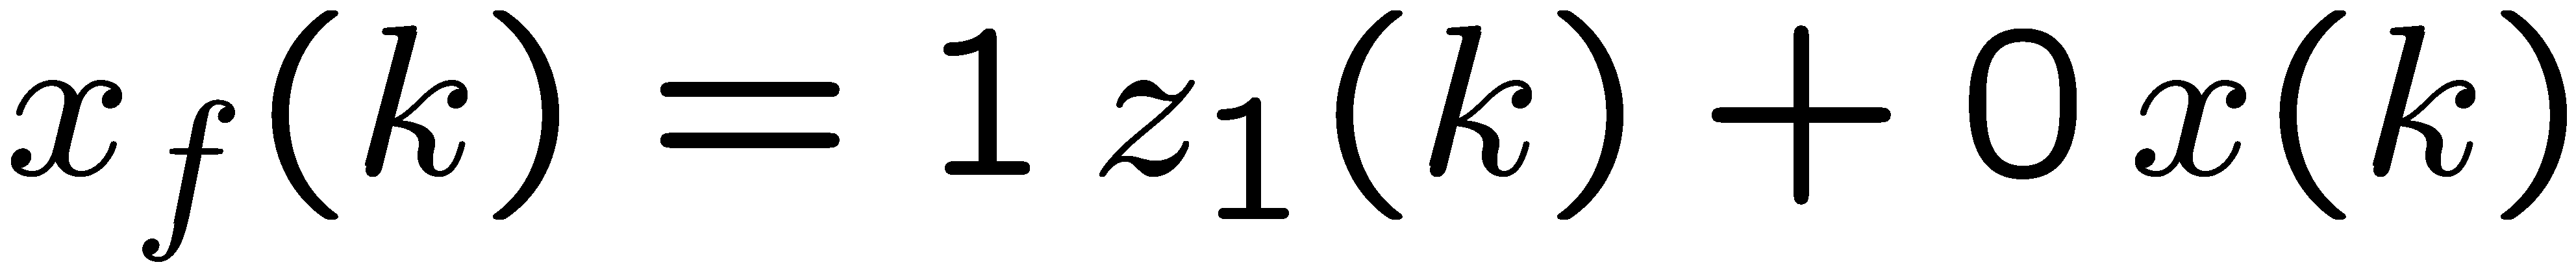 x_f(k) = 1 z_1(k) + 0 x(k)